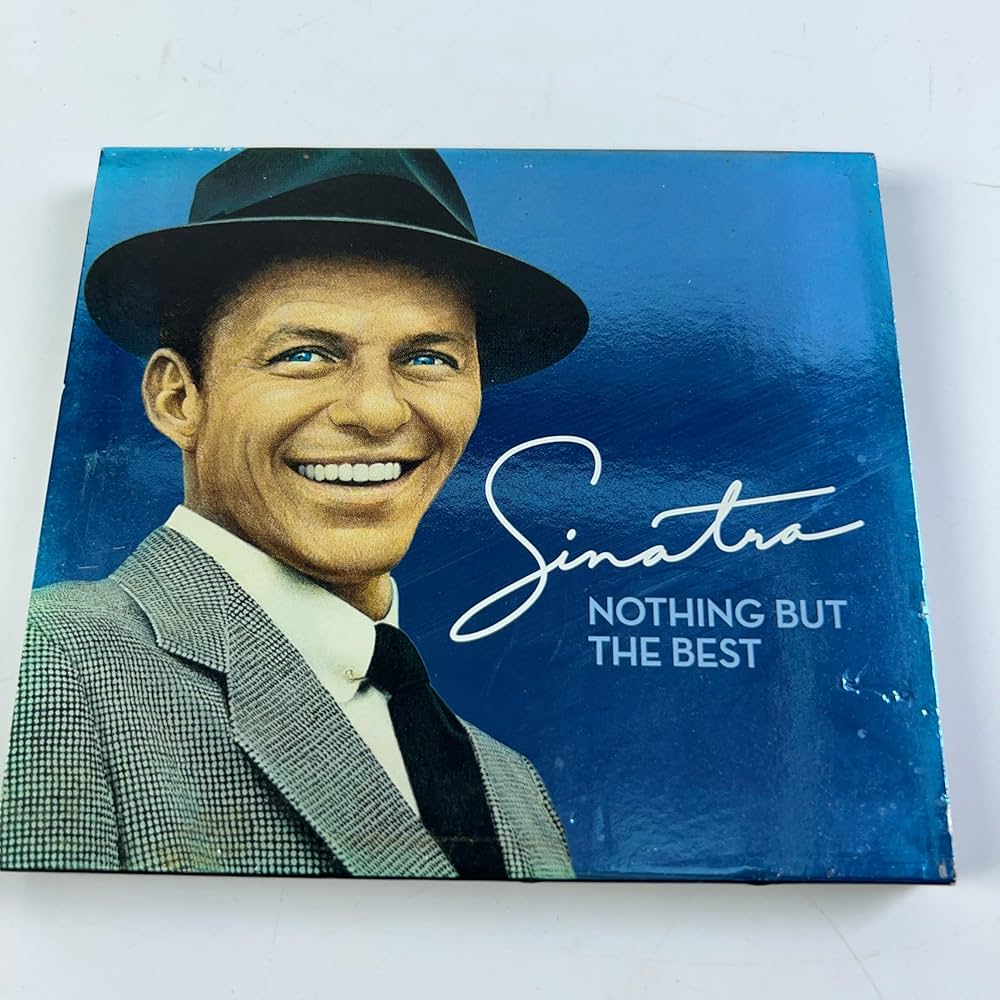 Sinatra
NOTHING BUT
THE BEST